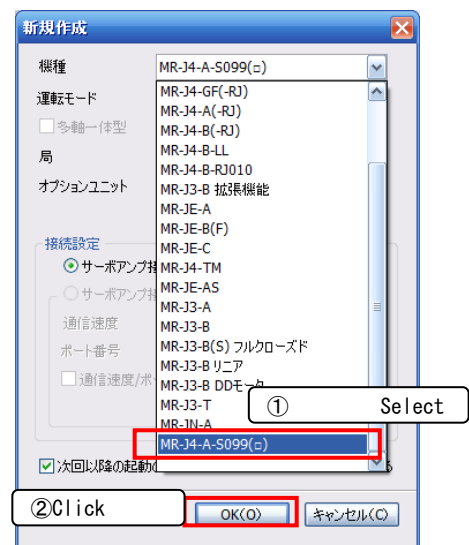 新規作成
機種
MR-J4-A-S099(□)
運転モード
多軸一体型
局
オプションユニット
MR-J4-GF(-RJ)
MR-J4-A(-RJ)
MR-J4-B(-RJ)
MR-J4-B-LL
MR-J4-B-RJ010
MR-J3-B 拡張機能
MR-JE-A
MR-JE-B(F)
MR-JE-C
MR-J4-TM
MR-JE-AS
MR-J3-A
MR-J3-B
MR-J3-B(S) フルクローズド
MR-J3-B リニア
MR-J3-B DDモータ
MR-J3-T
MR-JN-A
MR-J4-A-S099(□)
接続設定
サーボアンプ接
サーボアンプ接
通信速度
ポート番号
通信速度/ポ
① Select
次回以降の起動の
②Click
OK(O)
キャンセル(C)